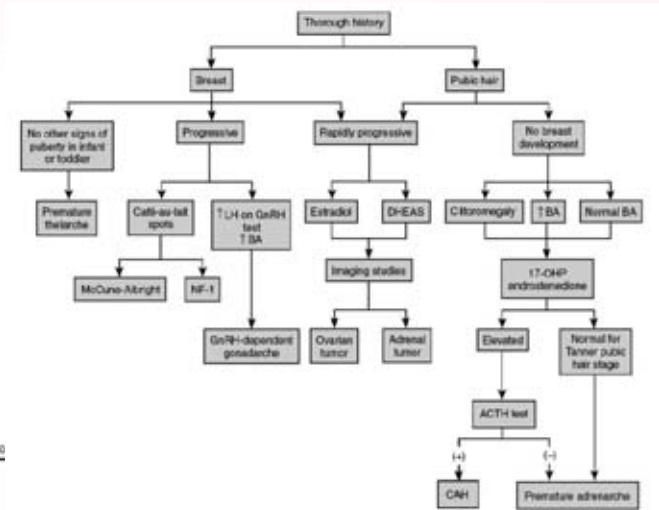 Thorough history
Breast
Pubic hair
No other signs of
puberty in infant
or toddler
Progressive
Rapidly progressive
No breast
development
Premature
thelarche
Café-au-lait
spots
↑LH on GnRH
test
↑BA
Estradiol
DHEAS
Clitoromegaly
↑BA
Normal BA
McCune-Albright
NF-1
Imaging studies
17-OHP
androstenedione
GnRH-dependent
gonadarche
Ovarian
tumor
Adrenal
tumor
Elevated
Normal for
Tanner pubic
hair stage
ACTH test
(+)
(–)
CAH
Premature adrenarche